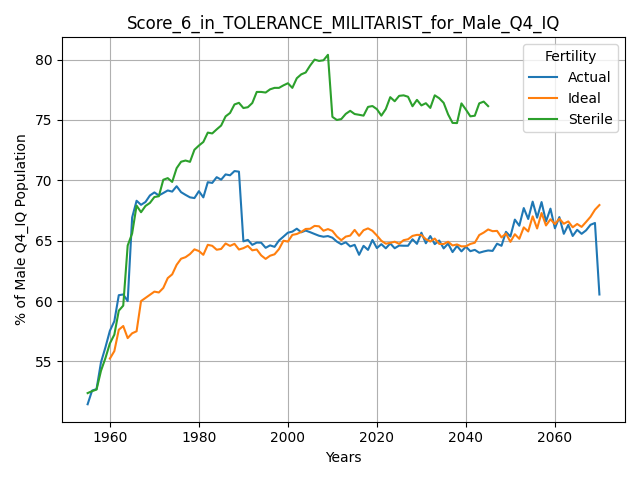 Score_6_in_TOLERANCE_MILITARIST_for_Male_Q4_IQ
Fertility
Actual
Ideal
Sterile
% of Male Q4_IQ Population
80
75
70
65
60
55
1960
1980
2000
2020
2040
2060
Years